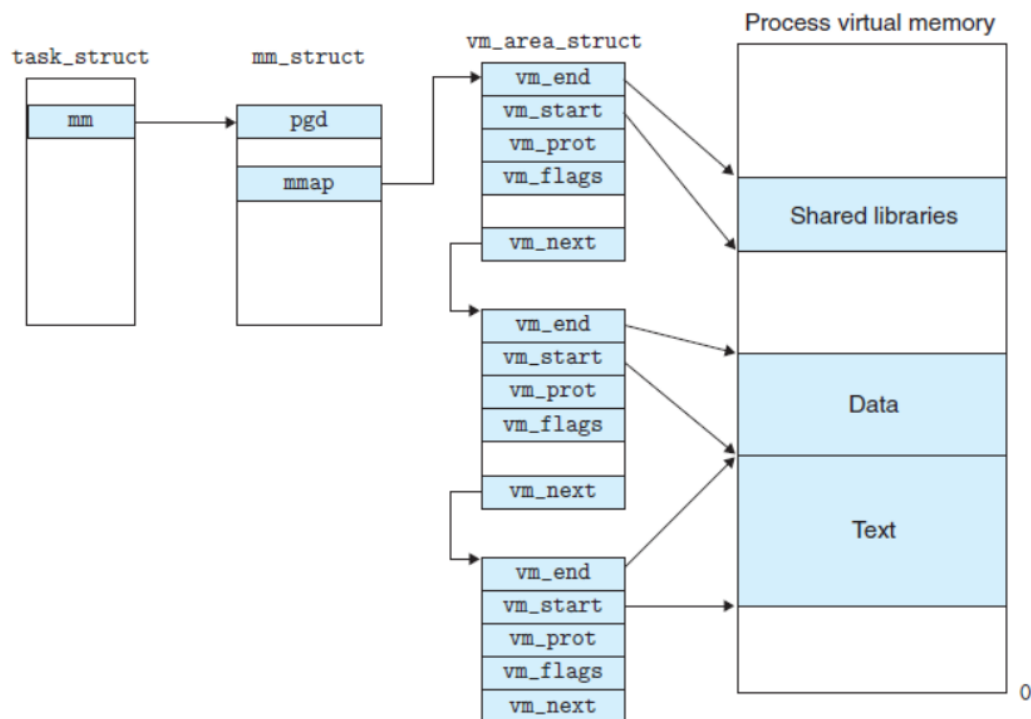 Process virtual memory
task_struct
mm_struct
vm_area_struct
mm
pgd
mmap
vm_end
vm_start
vm_prot
vm_flags
vm_next
vm_end
vm_start
vm_prot
vm_flags
vm_next
vm_end
vm_start
vm_prot
vm_flags
vm_next
Shared libraries
Data
Text
0